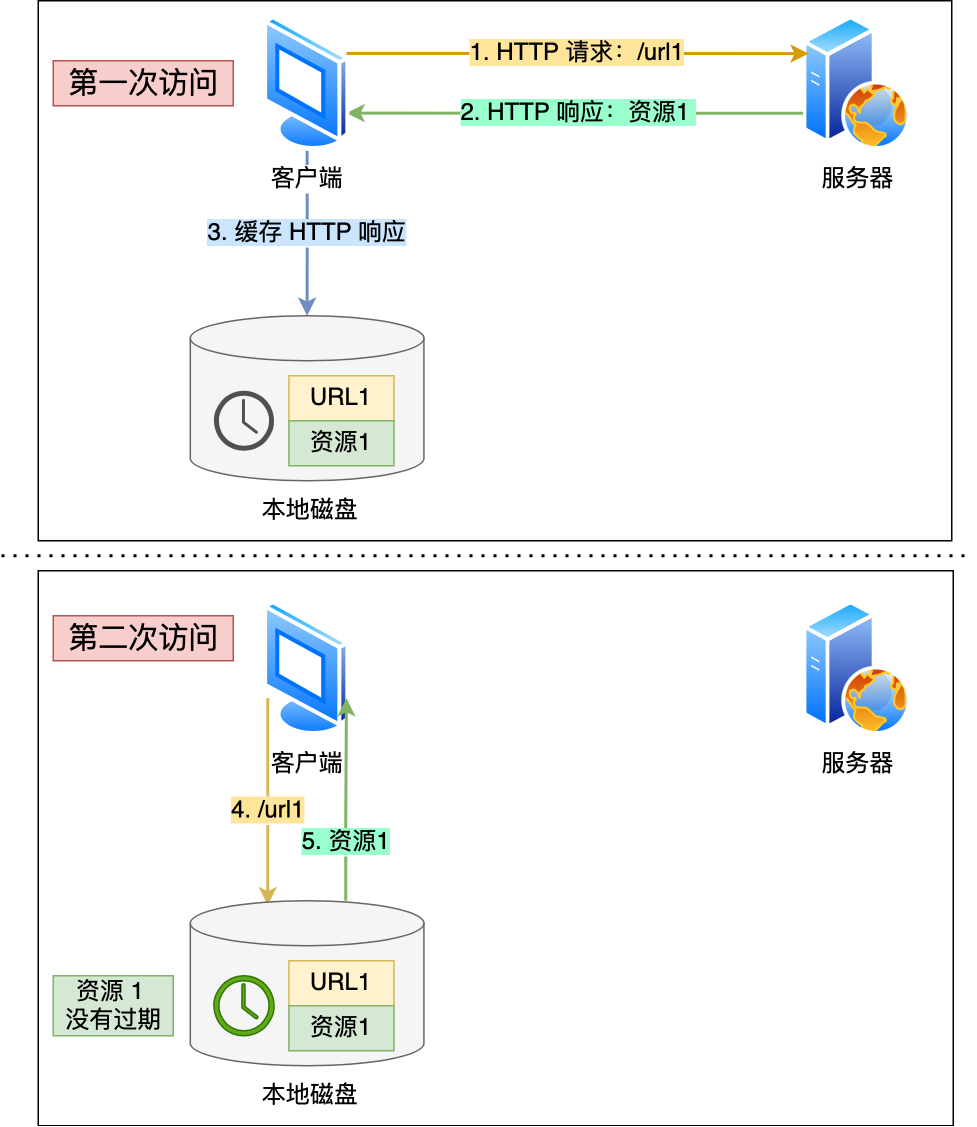 第一次访问
1. HTTP 请求：/url1
2. HTTP 响应：资源1
客户端
服务器
3. 缓存 HTTP 响应
URL1
资源1
本地磁盘
第二次访问
客户端
服务器
4. /url1
5. 资源1
资源 1
没有过期
URL1
资源1
本地磁盘